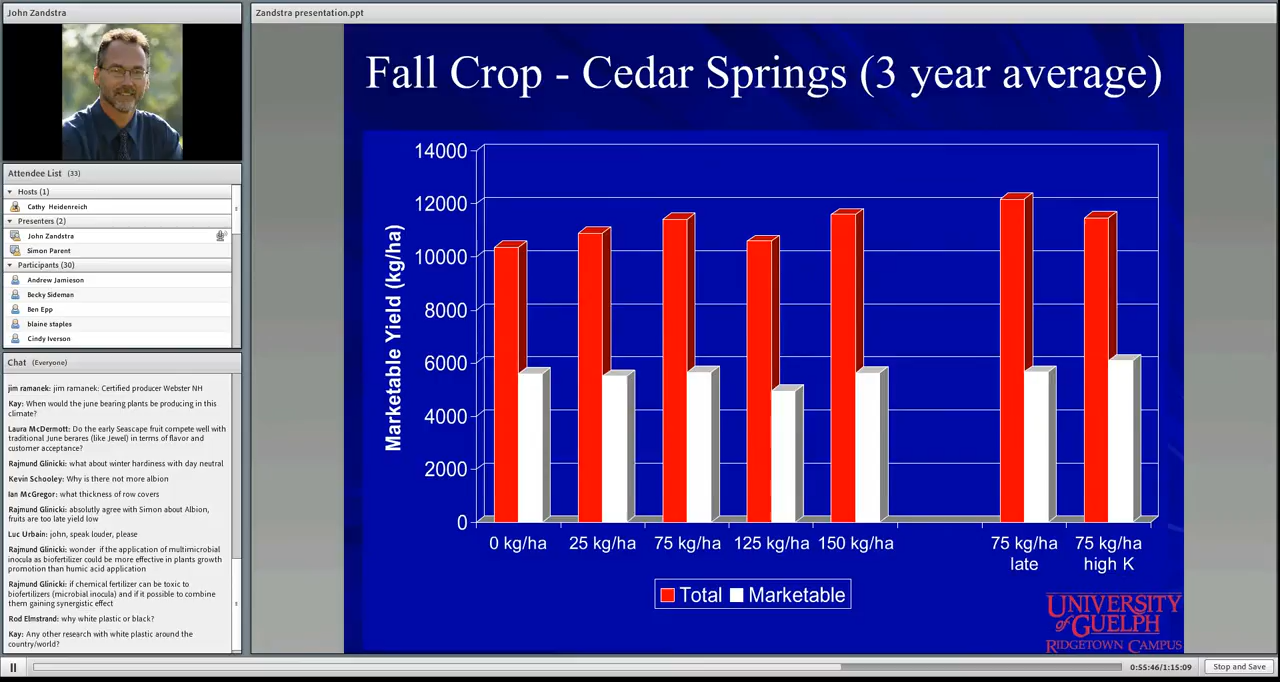 John Zandstra
Attendee List (33)
Hosts (1)
Cathy Heidenreich
Presenters (2)
John Zandstra
Simon Parent
Participants (30)
Andrew Jamieson
Becky Sideman
Ben Epp
blaine staples
Cindy Iverson
Chat (Everyone)
jim ramanek: jim ramanek: Certified producer Webster NH
Kay: When would the june bearing plants be producing in this
climate?
Laura McDermott: Do the early Seascape fruit compete well with
traditional June berares (like Jewel) in terms of flavor and
customer acceptance?
Rajmund Glinicki: what about winter hardiness with day neutral
Kevin Schooley: Why is there not more albion
Ian McGregor: what thickness of row covers
Rajmund Glinicki: absolutly agree with Simon about Albion,
fruits are too late yield low
Luc Urbain: john, speak louder, please
Rajmund Glinicki: wonder if the application of multimicrobial
inocula as biofertilizer could be more effective in plants growth
promotion than humic acid application
Rajmund Glinicki: if chemical fertilizer can be toxic to
biofertilizers (microbial inocula) and if it possible to combine
them gaining synergistic effect
Rod Elmstrand: why white plastic or black?
Kay: Any other research with white plastic around the
country/world?
Zandstra presentation.ppt
Fall Crop - Cedar Springs (3 year average)
Marketable Yield (kg/ha)
14000
12000
10000
8000
6000
4000
2000
0
0 kg/ha 25 kg/ha 75 kg/ha 125 kg/ha 150 kg/ha 75 kg/ha 75 kg/ha
late high K
Total Marketable
UNIVERSITY
of GUELPH
RIDGETOWN CAMPUS
0:55:46/1:15:09
Stop and Save